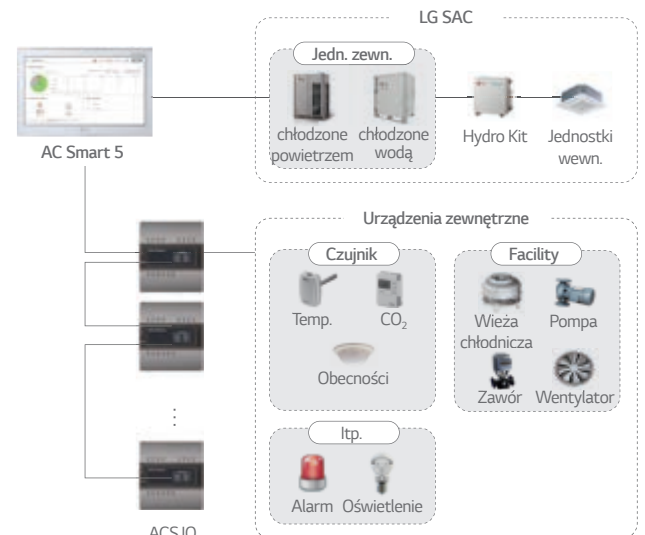 LG SAC
Jedn. zewn.
chłodzone
powietrzem
chłodzone
wodą
Hydro Kit
Jednostki
wewn.
AC Smart 5
Urządzenia zewnętrzne
Czujnik
Temp.
CO₂
Obecności
Facility
Wieża
chłodnicza
Pompa
Zawór
Wentylator
Itp.
Alarm
Oświetlenie
ACS IO